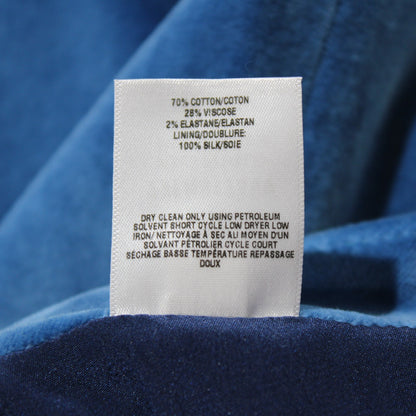 70% COTTON/COTON
28% VISCOSE
2% ELASTANE/ELASTAN
LINING/DOUBLURE:
100% SILK/SOIE
DRY CLEAN ONLY USING PETROLEUM
SOLVENT SHORT CYCLE LOW DRYER LOW
IRON/ NETTOYAGE À SEC AU MOYEN D'UN
SOLVANT PÉTROLIER CYCLE COURT
SÉCHAGE BASSE TEMPÉRATURE REPASSAGE
DOUX